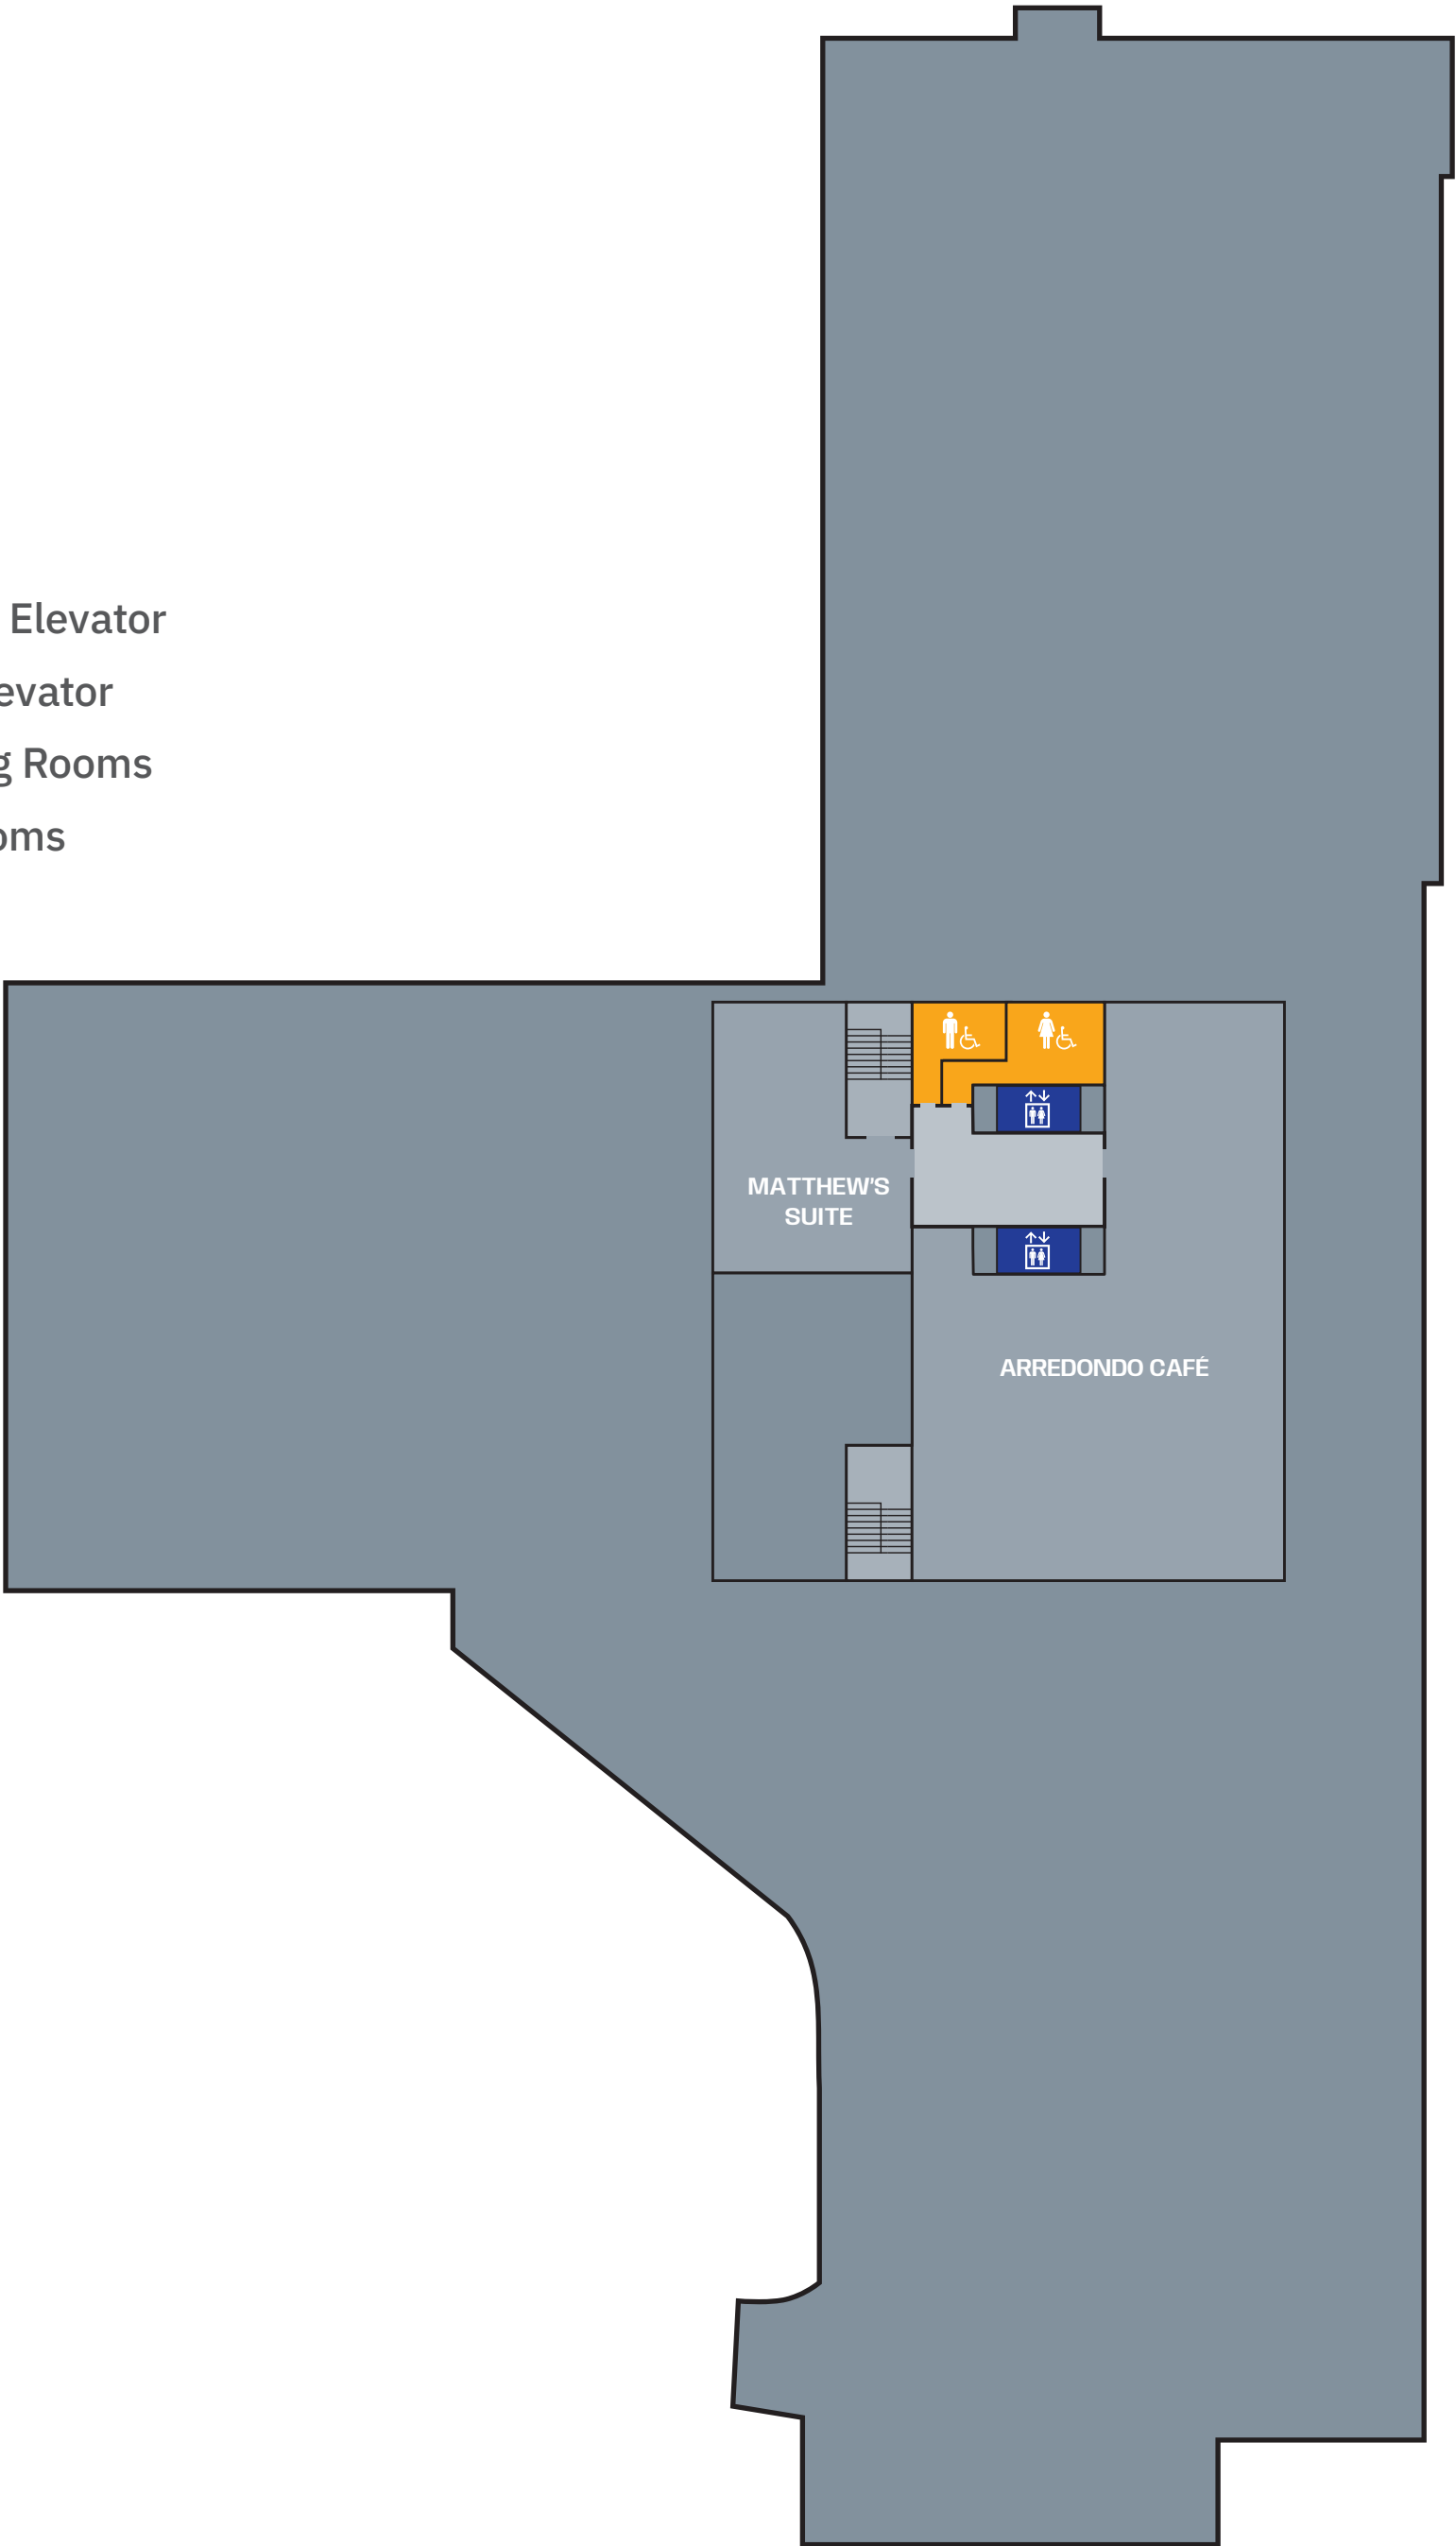 Elevator
evator
g Rooms
oms
MATTHEW'S
SUITE
ARREDONDO CAFÉ